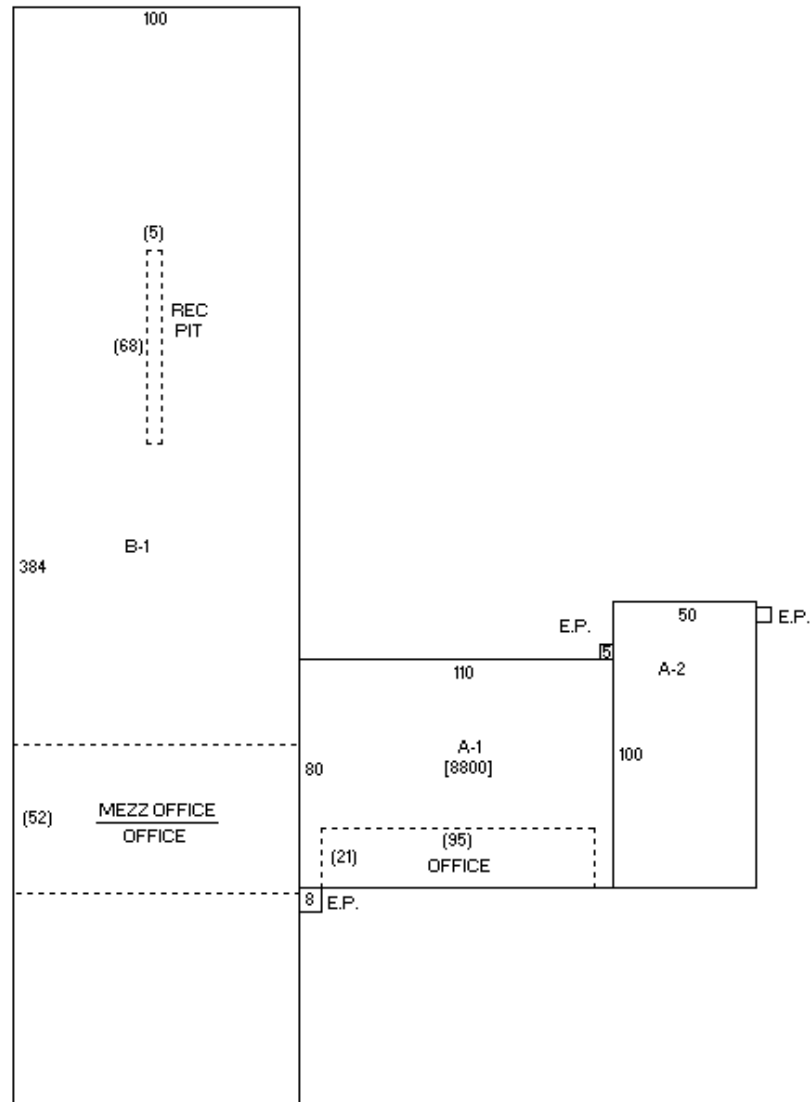 100
(5)
REC
PIT
(68)
B-1
384
50
E.P.
E.P.
5
110
A-2
A-1
[8800]
80
100
(52)
MEZZ OFFICE
OFFICE
(95)
(21)
OFFICE
8
E.P.